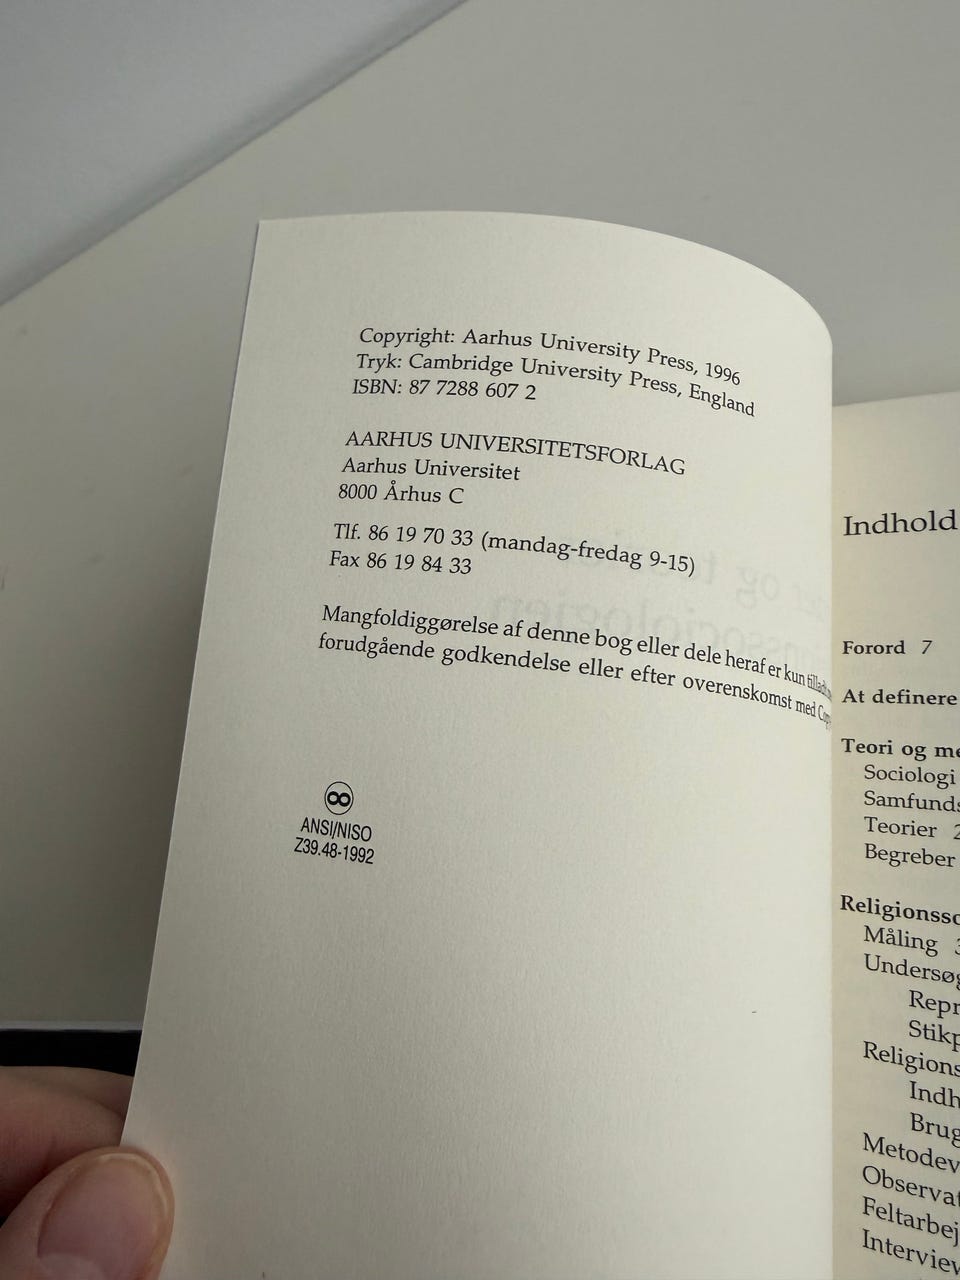 Copyright: Aarhus University Press, 1996
Tryk: Cambridge University Press, England
ISBN: 87 7288 607 2
AARHUS UNIVERSITETSFORLAG
Aarhus Universitet
8000 Århus C
Tlf. 86 19 70 33 (mandag-fredag 9-15)
Fax 86 19 84 33
Mangfoldiggørelse af denne bog eller dele heraf er kun
forudgående godkendelse eller efter overenskomst med
ANSI/NISO
Z39.48-1992
Indhold
Forord 7
At definere
Teori og
Sociologi
Teorier
Begreber
Måling